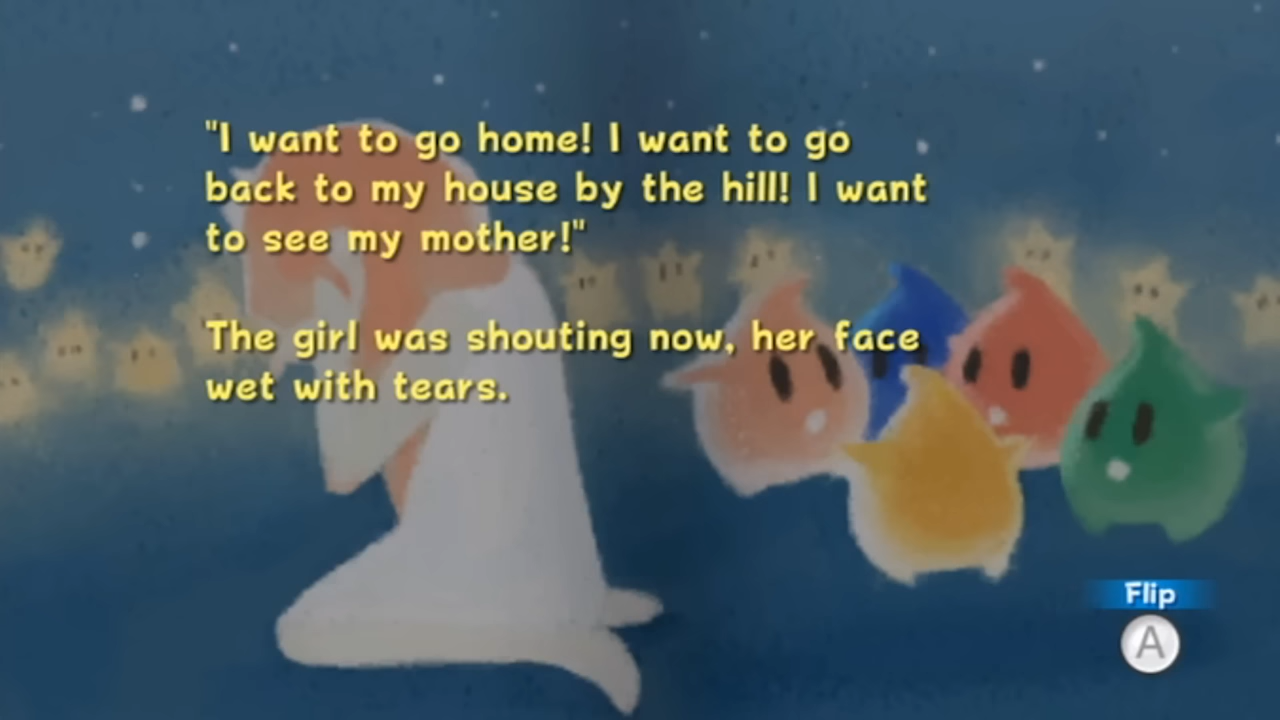 "I want to go home! I want to go
back to my house by the hill! I want
to see my mother!"
The girl was shouting now, her face
wet with tears.
Flip
A